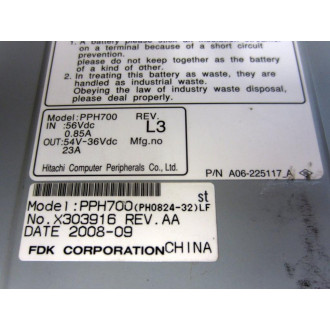 on a terminal because of a short circuit
prevention.
please do not keep together as the battery
of a kind of other.
2. In treating this battery as waste, they are
handled as industrial waste.
Obeying the law of industry waste disposal,
please deal properly.
Model:PPH700 REV.
IN :56Vdc L3
0.85A
OUT:54V-36Vdc Mfg.no
23A
Hitachi Computer Peripherals Co., Ltd.
P/N A06-225117_A
st
Model:PPH700(PH0824-32)LF
No.X303916 REV.AA
DATE 2008-09
FDK CORPORATION CHINA